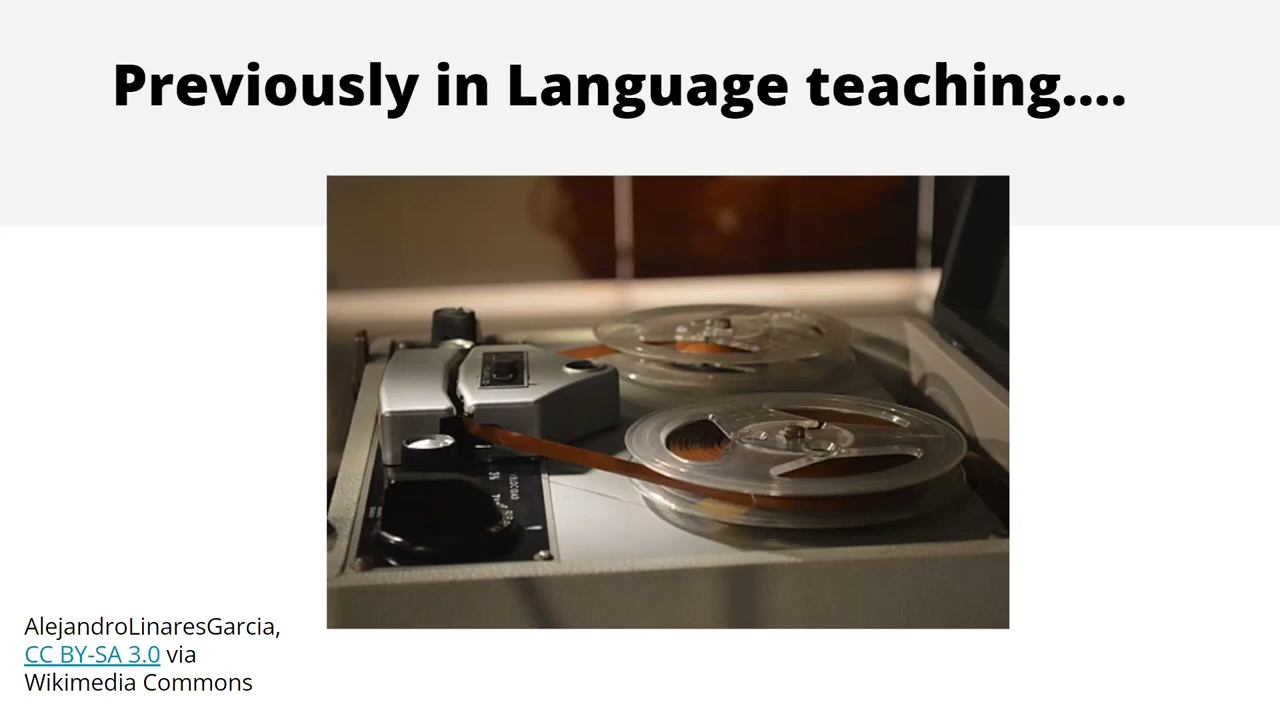 Previously in Language teaching....
AlejandroLinaresGarcia,
CC BY-SA 3.0 via
Wikimedia Commons